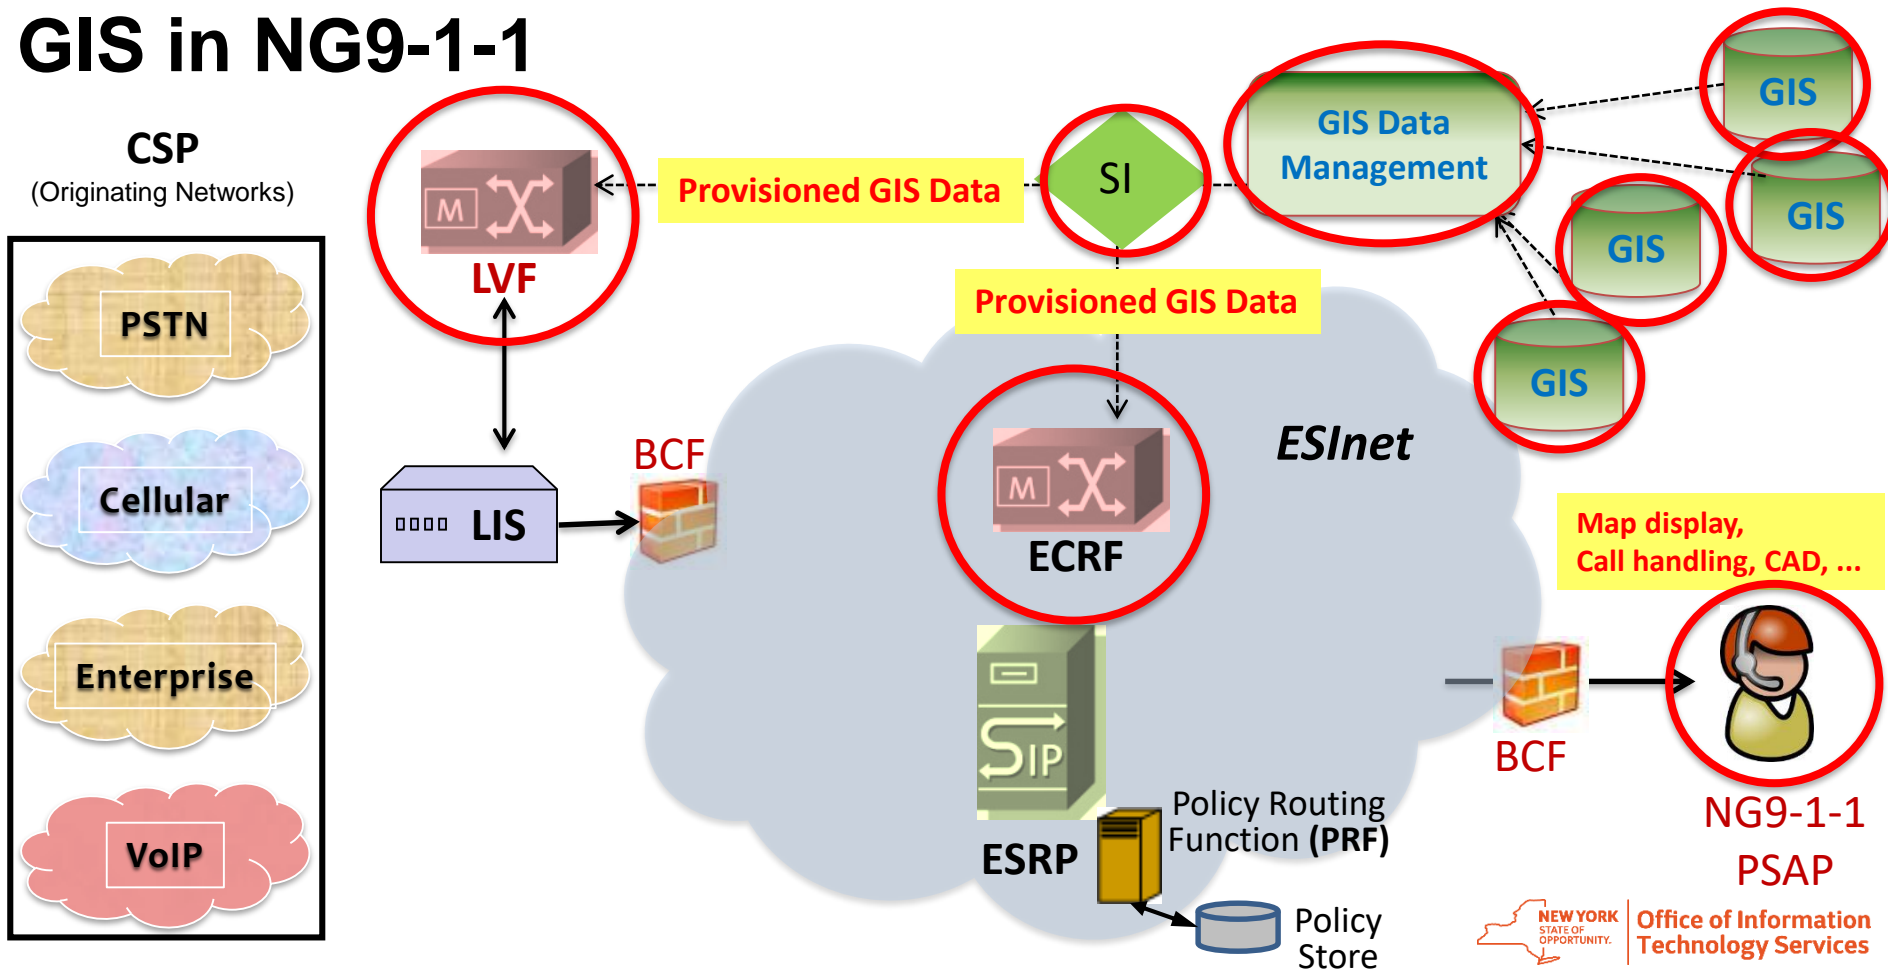 GIS in NG9-1-1
CSP
(Originating Networks)
PSTN
Cellular
Enterprise
VoIP
M
LVF
Provisioned GIS Data
SI
GIS Data
Management
GIS
GIS
GIS
GIS
Provisioned GIS Data
LIS
BCF
M
ECRF
ESInet
SIP
ESRP
Policy Routing
Function (PRF)
Policy
Store
Map display,
Call handling, CAD, ...
BCF
NG9-1-1
PSAP
NEW YORK
STATE OF
OPPORTUNITY.
Office of Information
Technology Services